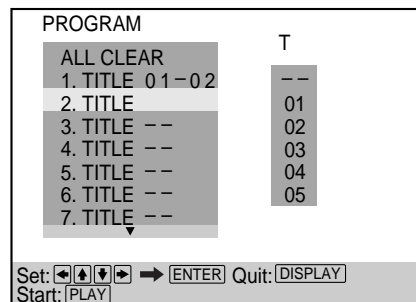 PROGRAM
T
ALL CLEAR
1. TITLE 01–02
– –
2. TITLE
01
3. TITLE – –
02
4. TITLE – –
03
5. TITLE – –
04
6. TITLE – –
05
7. TITLE – –
Set: ENTER Quit: DISPLAY
Start: PLAY